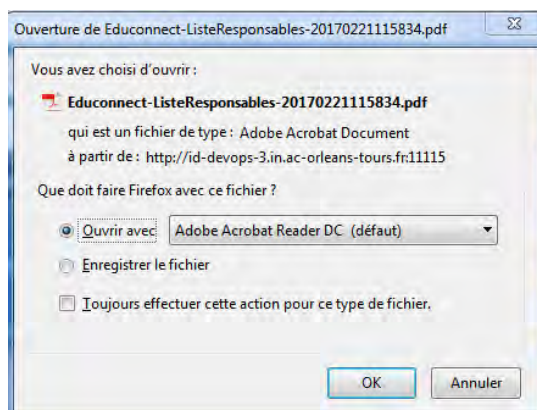 Ouverture de Educonnect-ListeResponsables-20170221115834.pdf
Vous avez choisi d'ouvrir :
Educonnect-ListeResponsables-20170221115834.pdf
qui est un fichier de type : Adobe Acrobat Document
à partir de : http://id-devops-3.in.ac-orleans-tours.fr:11115
Que doit faire Firefox avec ce fichier ?
Ouvrir avec Adobe Acrobat Reader DC (défaut)
Enregistrer le fichier
Toujours effectuer cette action pour ce type de fichier.
OK Annuler